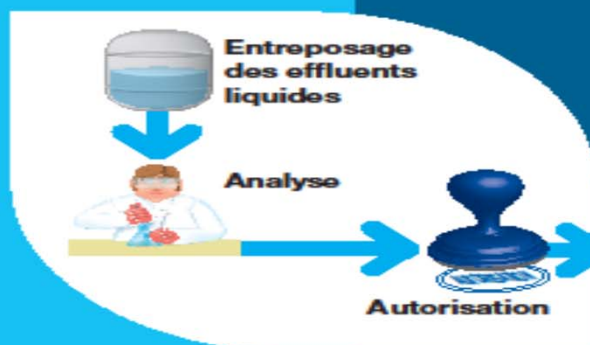 Entreposage
des effluents
liquides
Analyse
Autorisation